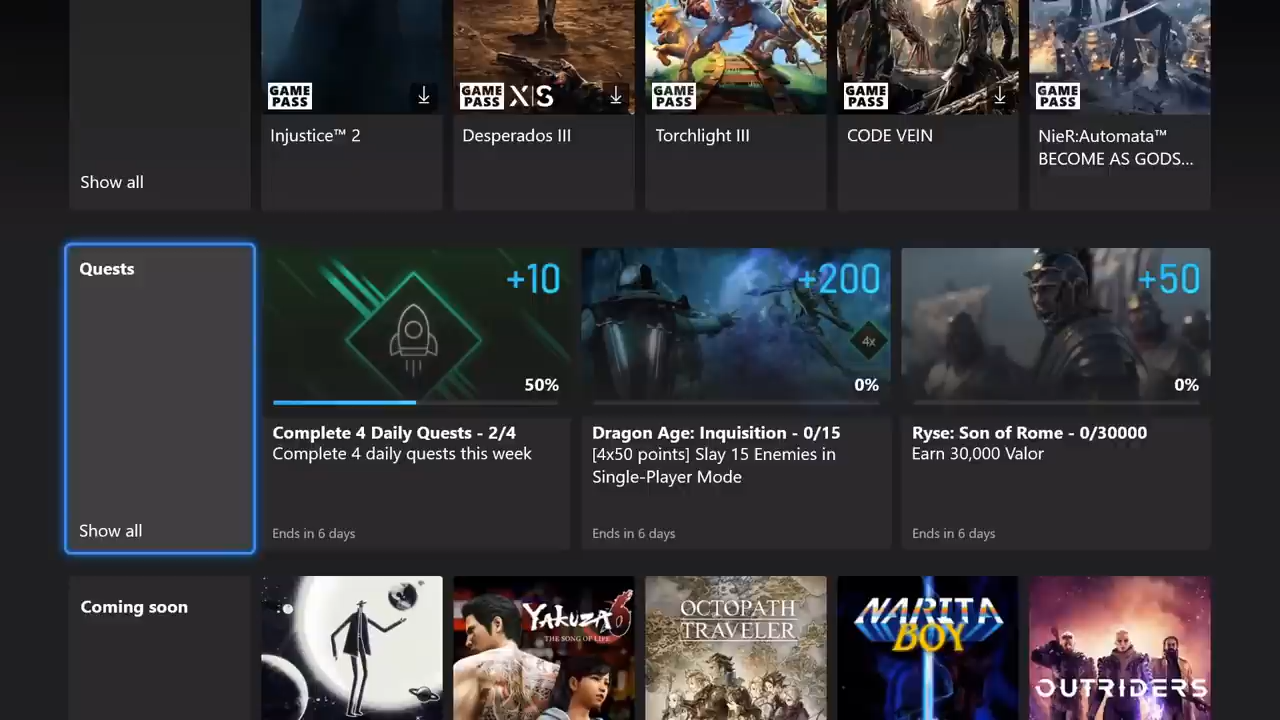 GAME
PASS
GAME
PASS X|S
GAME
PASS
GAME
PASS
GAME
PASS
Injustice™ 2
Desperados III
Torchlight III
CODE VEIN
NieR:Automata™
BECOME AS GODS...
Show all
Quests
Show all
+10
50%
Complete 4 Daily Quests - 2/4
Complete 4 daily quests this week
Ends in 6 days
+200
4x
0%
Dragon Age: Inquisition - 0/15
[4x50 points] Slay 15 Enemies in
Single-Player Mode
Ends in 6 days
+50
0%
Ryse: Son of Rome - 0/30000
Earn 30,000 Valor
Ends in 6 days
Coming soon
YAKUZA 6
THE SONG OF LIFE
OCTOPATH
TRAVELER
NARITA
BOY
OUTRIDERS